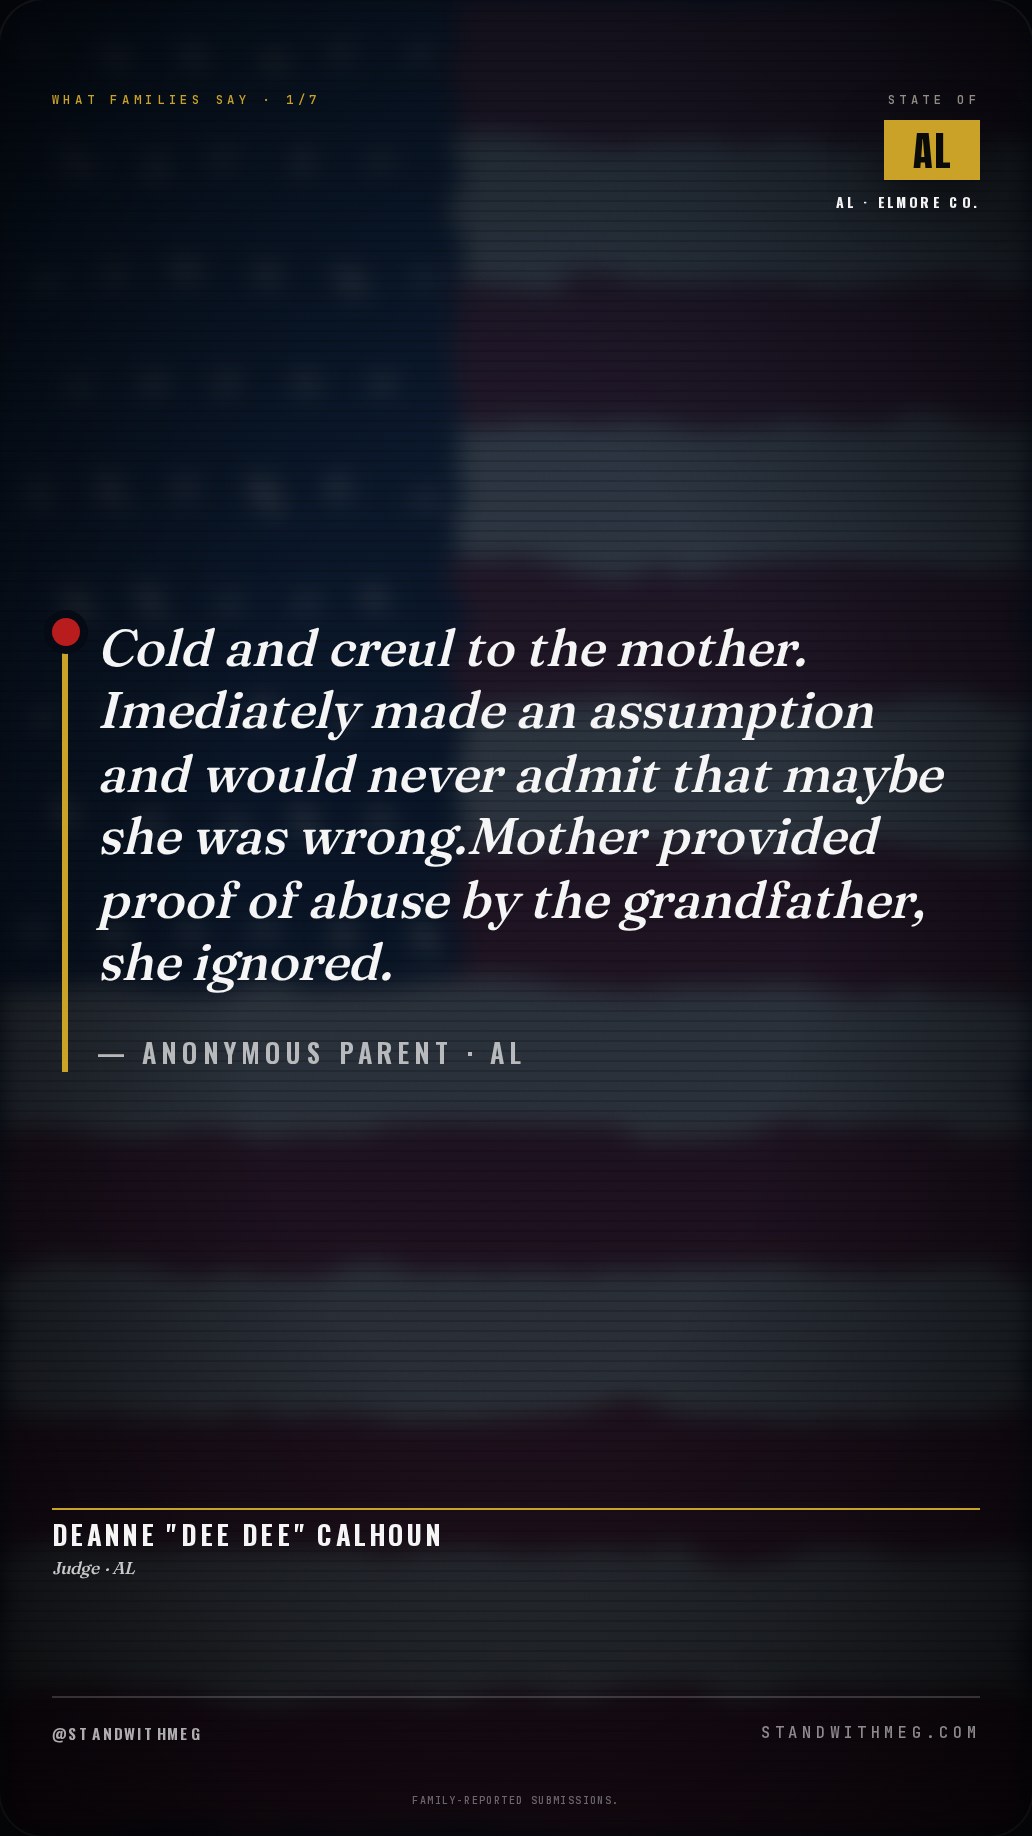 WHAT FAMILIES SAY · 1/7
STATE OF
AL
AL · ELMORE CO.
Cold and creul to the mother.
Imediately made an assumption
and would never admit that maybe
she was wrong.Mother provided
proof of abuse by the grandfather,
she ignored.
— ANONYMOUS PARENT · AL
DEANNE "DEE DEE" CALHOUN
Judge · AL
@STANDWITHMEG
STANDWITHMEG.COM
FAMILY-REPORTED SUBMISSIONS.